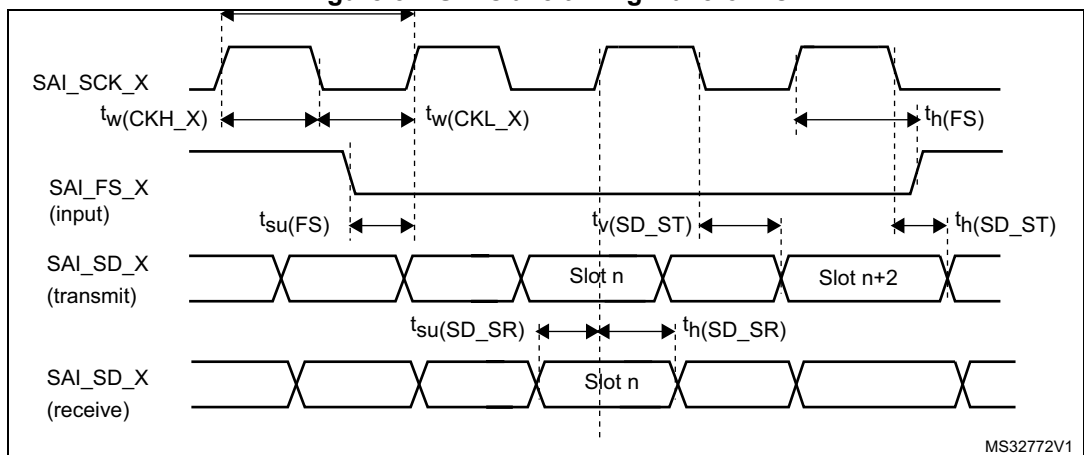 SAI_SCK_X
tw(CKH_X)
tw(CKL_X)
th(FS)
SAI_FS_X
(input)
tsu(FS)
tv(SD_ST)
th(SD_ST)
SAI_SD_X
(transmit)
Slot n
Slot n+2
tsu(SD_SR)
th(SD_SR)
SAI_SD_X
(receive)
Slot n
MS32772V1